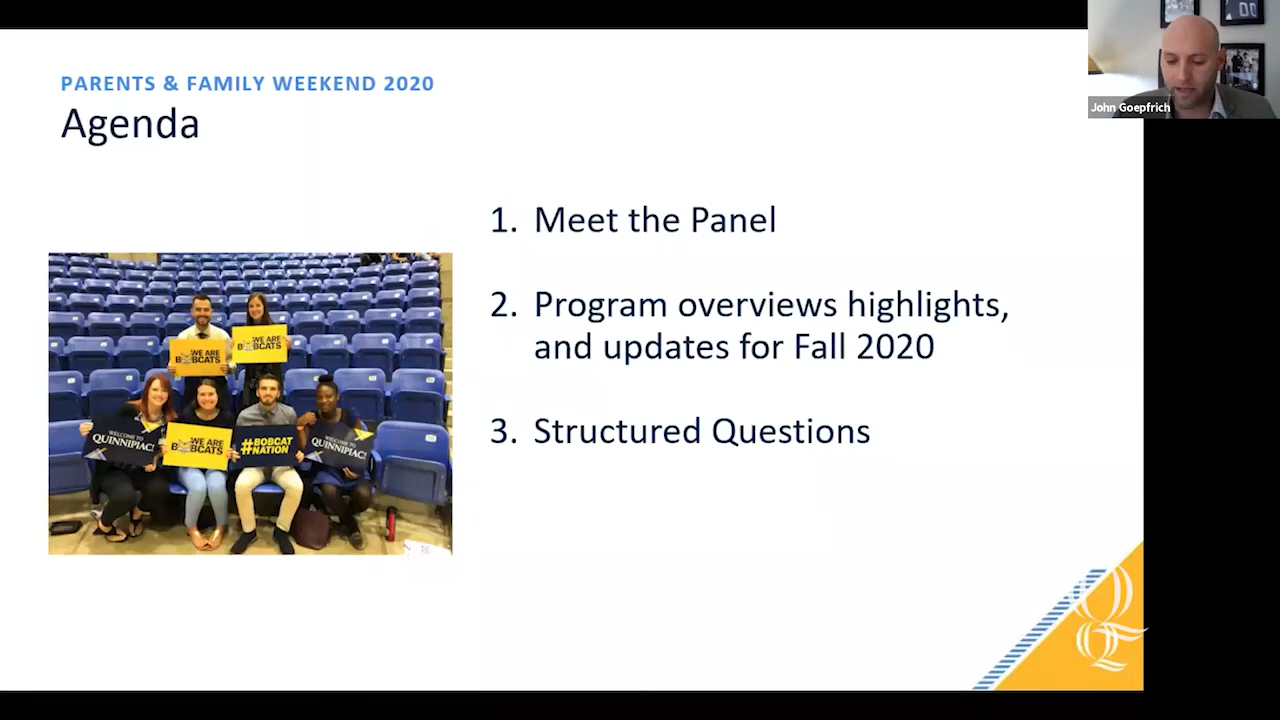 PARENTS & FAMILY WEEKEND 2020
Agenda
John Goepfrich
1. Meet the Panel
2. Program overviews highlights,
and updates for Fall 2020
3. Structured Questions
WE ARE
BOBCATS
WE ARE
BOBCATS
WELCOME TO
QUINNIPIAC!
WE ARE
BOBCATS
#BOBCAT
NATION
WELCOME TO
QUINNIPIAC!